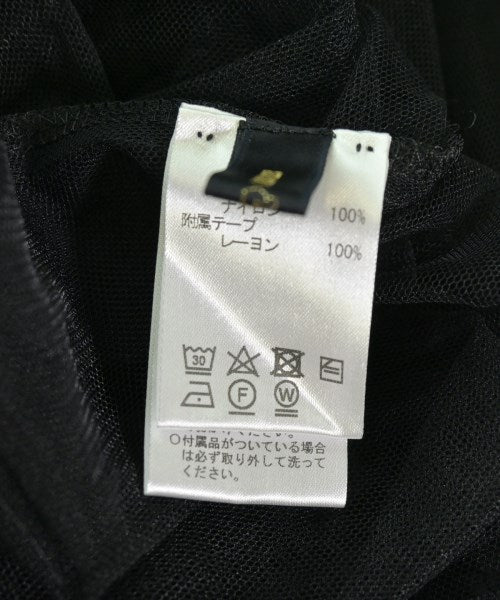 ナイロン 100%
附属テープ
レーヨン 100%
30
F W
○付属品がついている場合
は必ず取り外して洗って
ください。